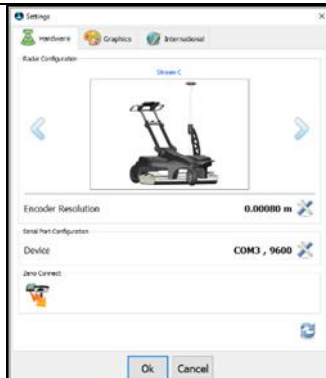 Settings
Hardware Graphics International
Radar Configuration
Stream C
Encoder Resolution 0.00080 m
Serial Port Configuration
Device COM3 , 9600
Zero Connect
Ok Cancel